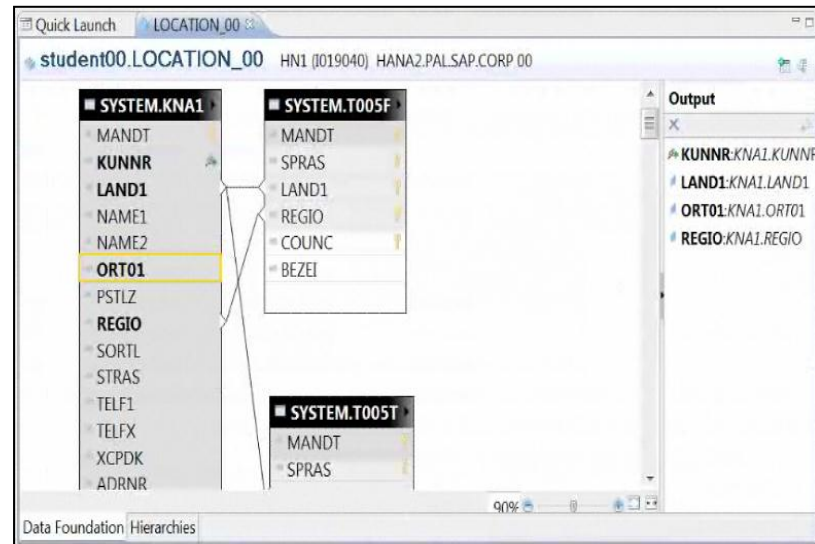 Quick Launch LOCATION_00
student00.LOCATION_00 HN1 (I019040) HANA2.PAL.SAP.CORP 00
SYSTEM.KNA1
MANDT
KUNNR
LAND1
NAME1
NAME2
ORT01
PSTLZ
REGIO
SORTL
STRAS
TELF1
TELFX
XCPDK
ADRNR
SYSTEM.T005F
MANDT
SPRAS
LAND1
REGIO
COUNC
BEZEI
SYSTEM.T005T
MANDT
SPRAS
90%
Output
KUNNR:KNA1.KUNNR
LAND1:KNA1.LAND1
ORT01:KNA1.ORT01
REGIO:KNA1.REGIO
Data Foundation Hierarchies